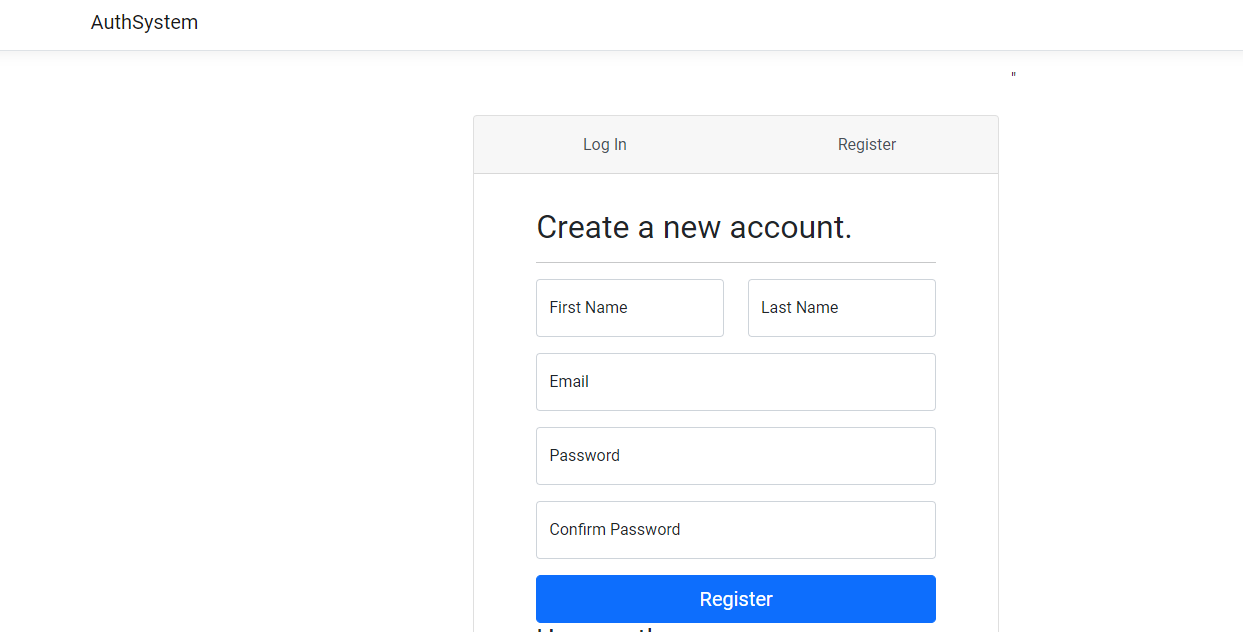 AuthSystem
"
Log In Register
Create a new account.
First Name Last Name
Email
Password
Confirm Password
Register